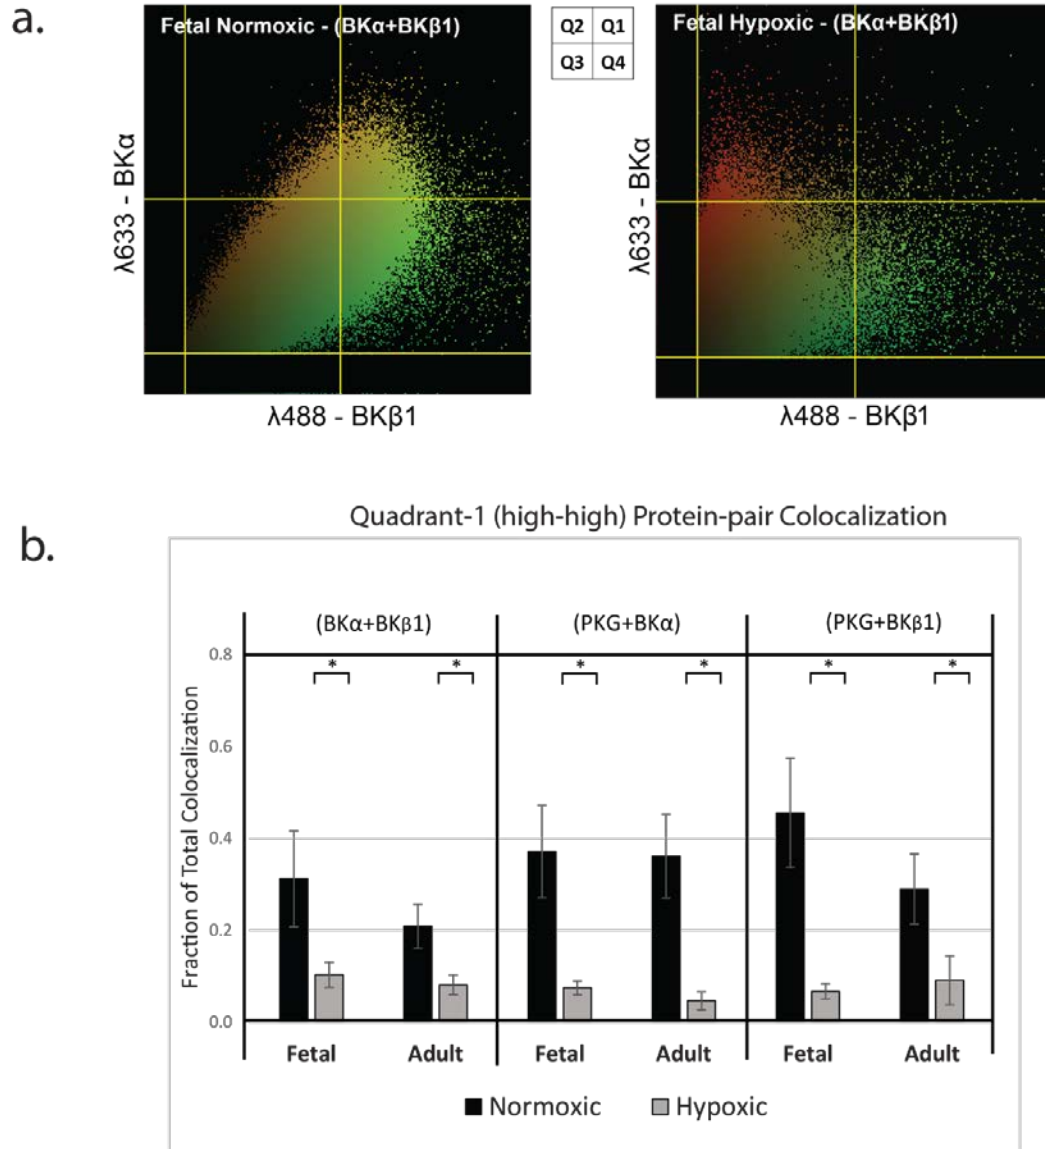 a.
Fetal Normoxic - (BKα+BKβ1)
Q2 Q1
Q3 Q4
Fetal Hypoxic - (BKα+BKβ1)
λ633 - BKα
λ633 - BKα
λ488 - BKβ1
λ488 - BKβ1
b.
Quadrant-1 (high-high) Protein-pair Colocalization
(BKα+BKβ1) (PKG+BKα) (PKG+BKβ1)
Fraction of Total Colocalization
0.8
0.6
0.4
0.2
0.0
* * * * * *
Fetal Adult Fetal Adult Fetal Adult
Normoxic Hypoxic